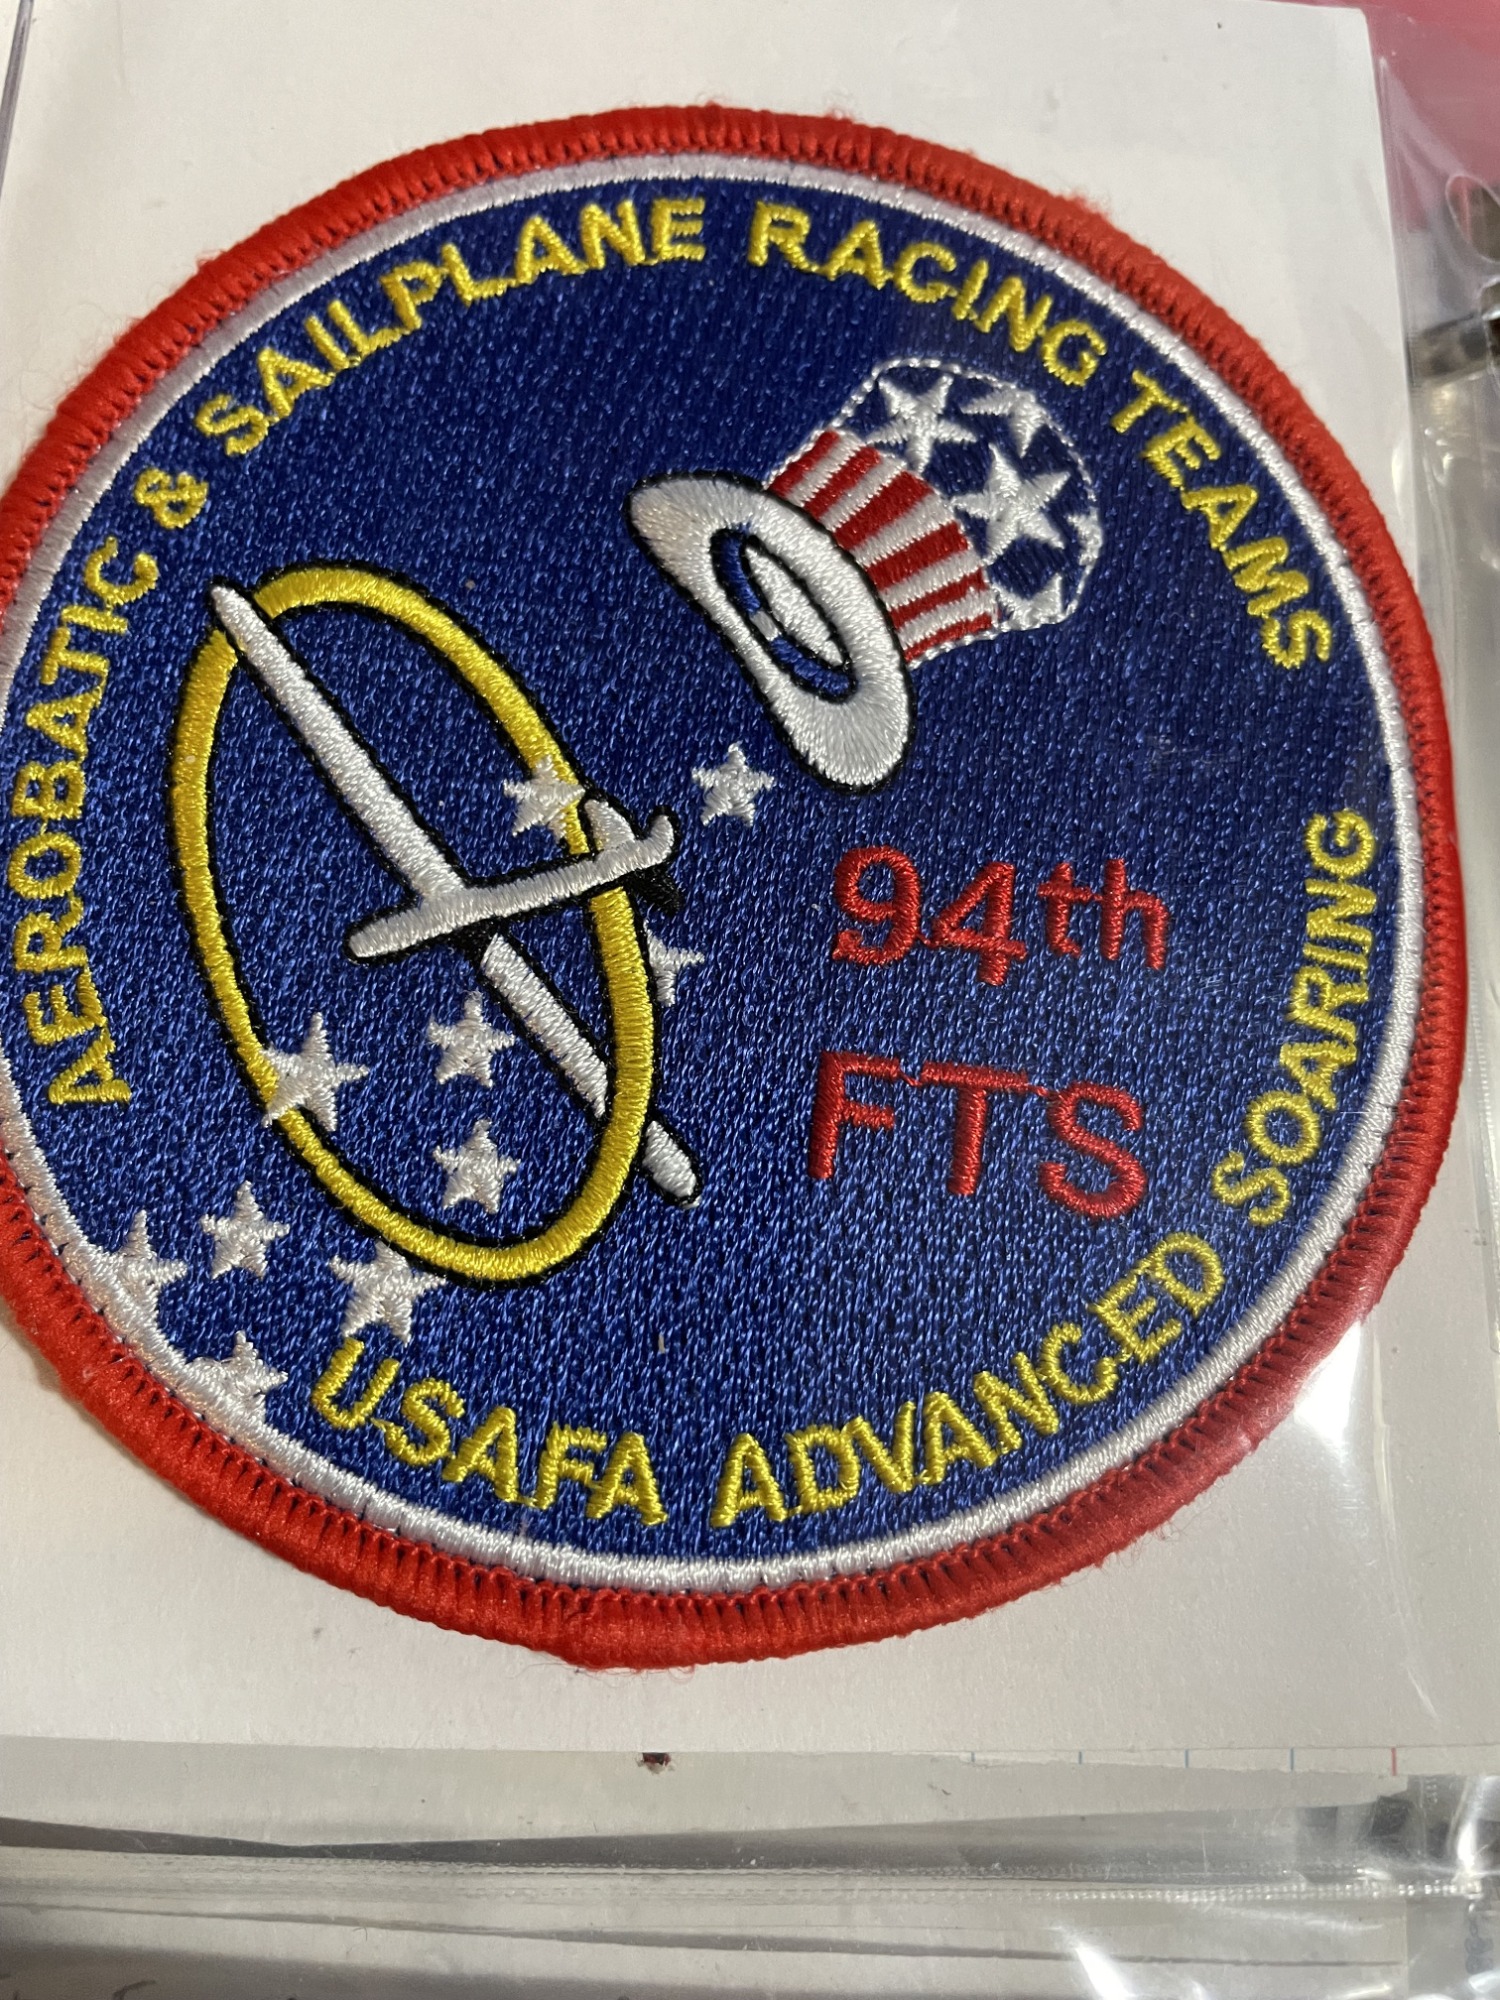 AEROBATIC & SAILPLANE RACING TEAMS
94th
FTS
USAFA ADVANCED SOARING